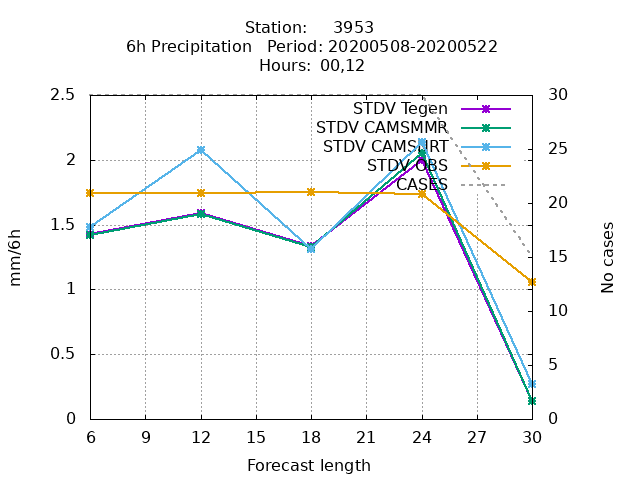 Station:     3953
6h Precipitation   Period: 20200508-20200522
Hours: 00,12
2.5
2
1.5
1
0.5
0
30
25
20
15
10
5
0
STDV Tegen
STDV CAMSMMR
STDV CAMSMRT
STDV OBS
CASES
mm/6h
No cases
6 9 12 15 18 21 24 27 30
Forecast length